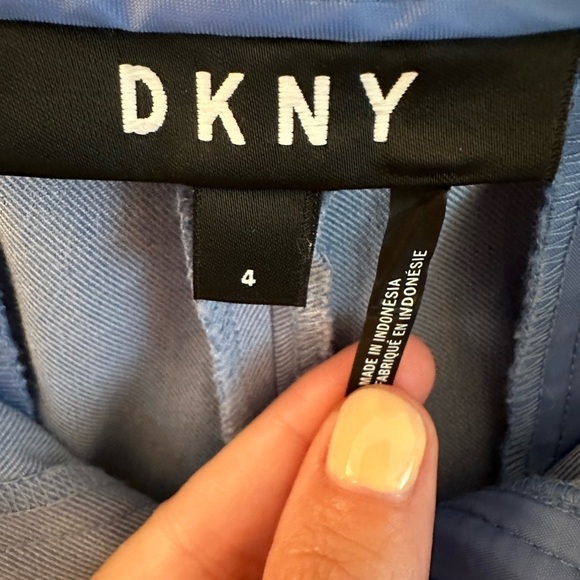 DKNY
4
MADE IN INDONESIA
FABRIQUÉ EN INDONÉSIE